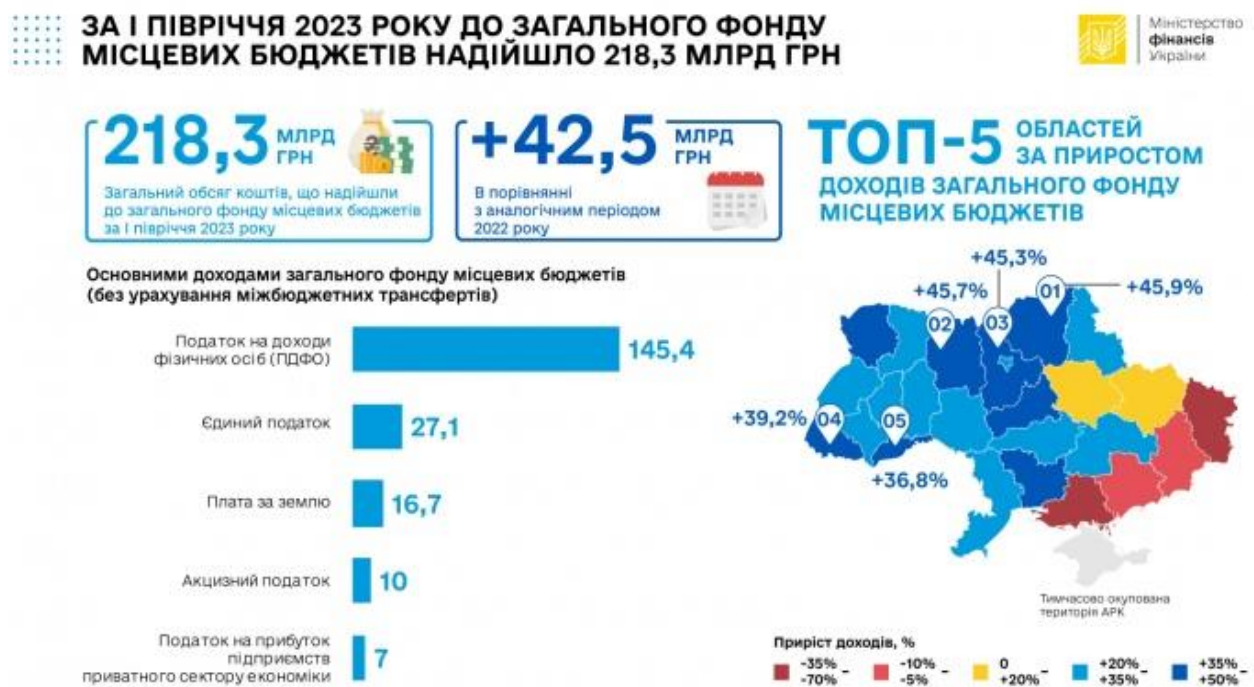 ЗА І ПІВРІЧЧЯ 2023 РОКУ ДО ЗАГАЛЬНОГО ФОНДУ
МІСЦЕВИХ БЮДЖЕТІВ НАДІЙШЛО 218,3 МЛРД ГРН
Міністерство
фінансів
України
218,3 МЛРД
ГРН
Загальний обсяг коштів, що надійшли
до загального фонду місцевих бюджетів
за І півріччя 2023 року
+42,5 МЛРД
ГРН
В порівнянні
з аналогічним періодом
2022 року
ТОП-5 ОБЛАСТЕЙ
ЗА ПРИРОСТОМ
ДОХОДІВ ЗАГАЛЬНОГО ФОНДУ
МІСЦЕВИХ БЮДЖЕТІВ
Основними доходами загального фонду місцевих бюджетів
(без урахування міжбюджетних трансфертів)
Податок на доходи
фізичних осіб (ПДФО)
145,4
Єдиний податок
27,1
Плата за землю
16,7
Акцизний податок
10
Податок на прибуток
підприємств
приватного сектору економіки
7
+45,3%
+45,7%
01
+45,9%
02
03
+39,2%
04
05
+36,8%
Тимчасово окупована
територія АРК
Приріст доходів, %
-35% –
-70%
-10% –
-5%
0 –
+20%
+20% –
+35%
+35% –
+50%